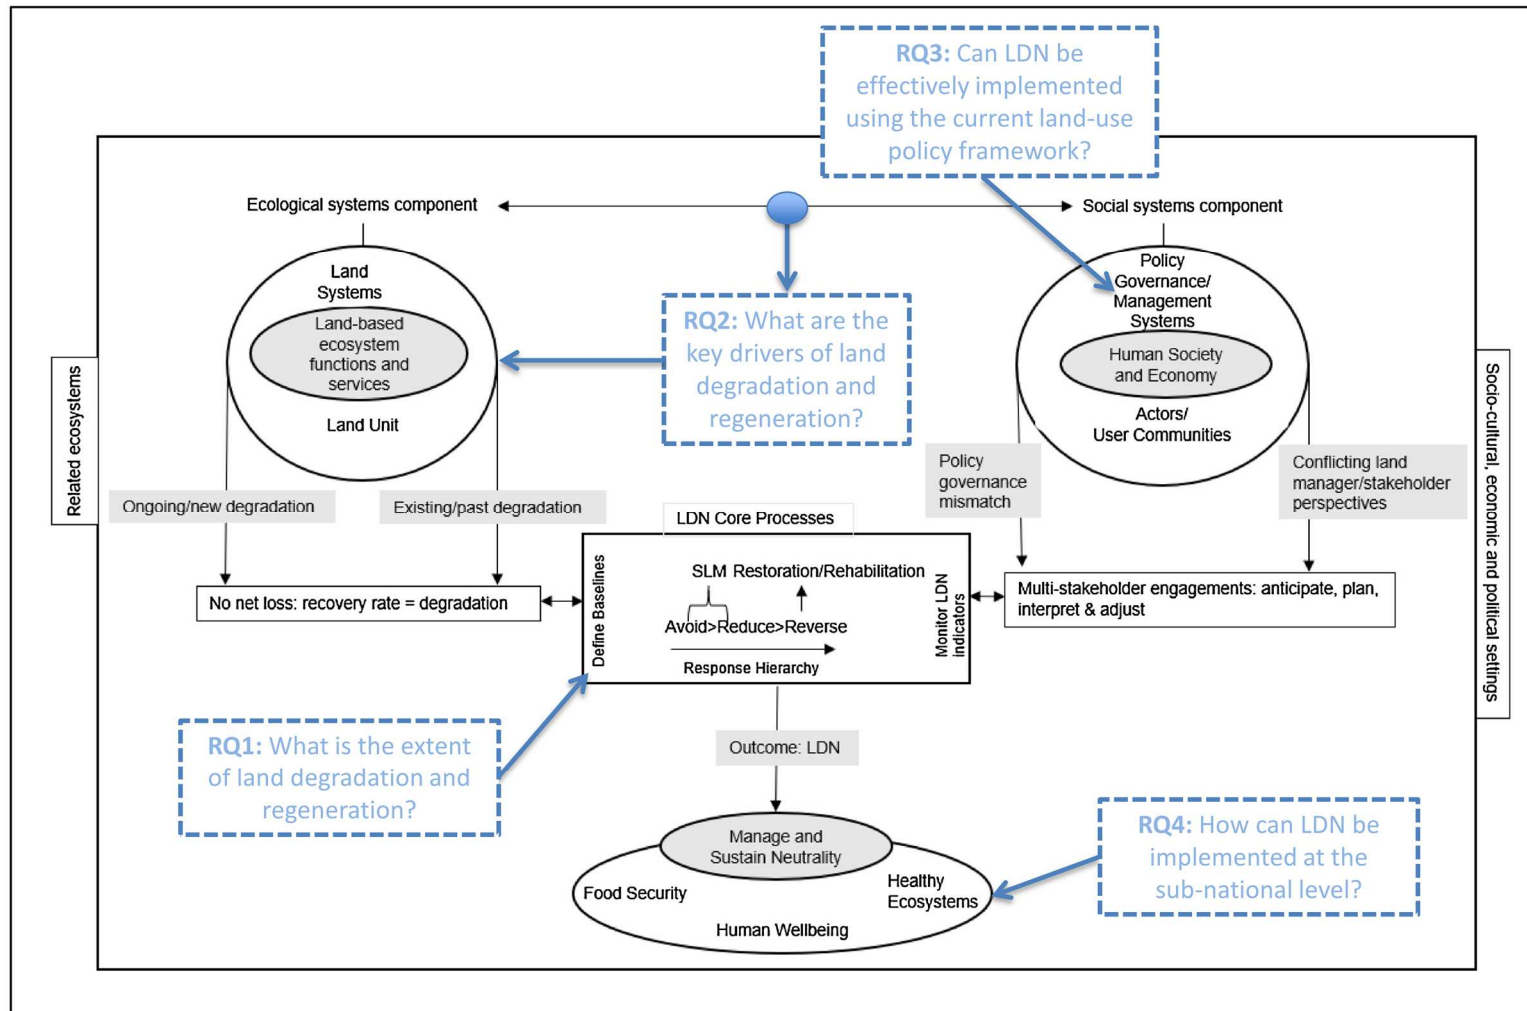 RQ3: Can LDN be
effectively implemented
using the current land-use
policy framework?
Ecological systems component
Social systems component
Land
Systems
Land-based
ecosystem
functions and
services
Land Unit
RQ2: What are the
key drivers of land
degradation and
regeneration?
Policy
Governance/
Management
Systems
Human Society
and Economy
Actors/
User Communities
Related ecosystems
Socio-cultural, economic and political settings
Ongoing/new degradation
Existing/past degradation
Policy
governance
mismatch
Conflicting land
manager/stakeholder
perspectives
LDN Core Processes
No net loss: recovery rate = degradation
Define Baselines
SLM Restoration/Rehabilitation
Avoid>Reduce>Reverse
Response Hierarchy
Monitor LDN
indicators
Multi-stakeholder engagements: anticipate, plan,
interpret & adjust
RQ1: What is the extent
of land degradation and
regeneration?
Outcome: LDN
Manage and
Sustain Neutrality
Food Security
Healthy
Ecosystems
Human Wellbeing
RQ4: How can LDN be
implemented at the
sub-national level?